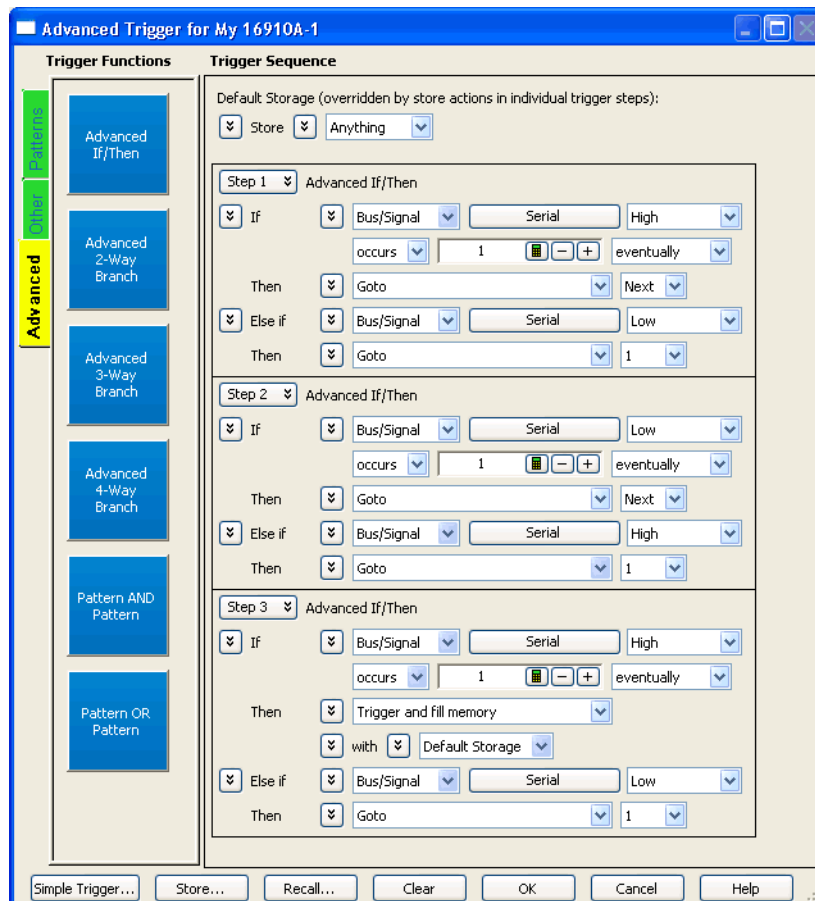 Advanced Trigger for My 16910A-1
Trigger Functions
Trigger Sequence
Patterns
Other
Advanced
Advanced If/Then
Advanced 2-Way Branch
Advanced 3-Way Branch
Advanced 4-Way Branch
Pattern AND Pattern
Pattern OR Pattern
Default Storage (overridden by store actions in individual trigger steps):
Store Anything
Step 1 Advanced If/Then
If Bus/Signal Serial High
occurs 1 eventually
Then Goto Next
Else if Bus/Signal Serial Low
Then Goto 1
Step 2 Advanced If/Then
If Bus/Signal Serial Low
occurs 1 eventually
Then Goto Next
Else if Bus/Signal Serial High
Then Goto 1
Step 3 Advanced If/Then
If Bus/Signal Serial High
occurs 1 eventually
Then Trigger and fill memory
with Default Storage
Else if Bus/Signal Serial Low
Then Goto 1
Simple Trigger... Store... Recall... Clear OK Cancel Help